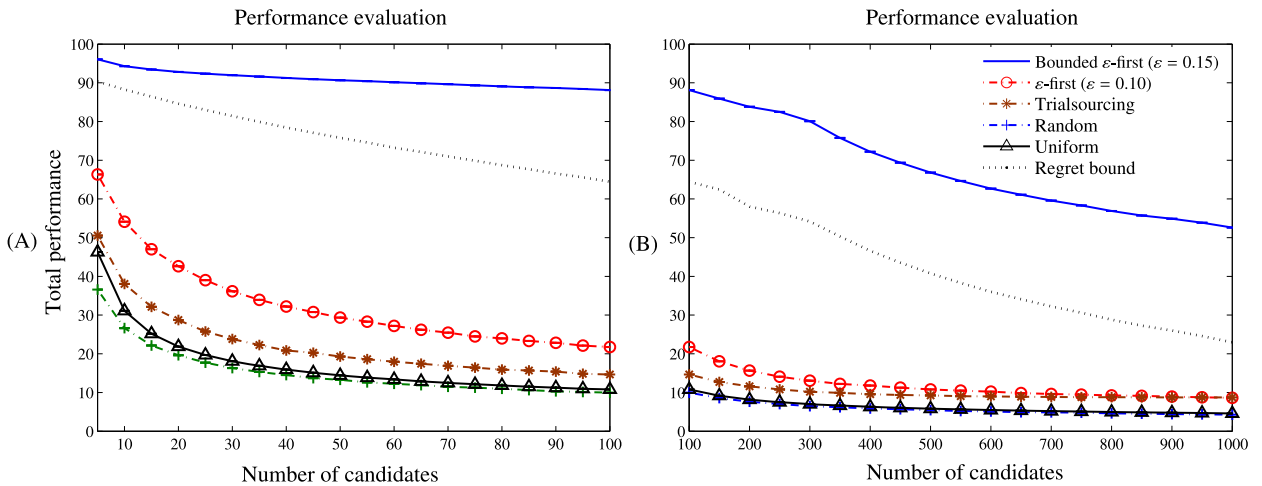 Performance evaluation
(A)
Total performance
100
90
80
70
60
50
40
30
20
10
0
10 20 30 40 50 60 70 80 90 100
Number of candidates
Performance evaluation
(B)
100
90
80
70
60
50
40
30
20
10
0
100 200 300 400 500 600 700 800 900 1000
Number of candidates
Bounded ε-first (ε = 0.15)
ε-first (ε = 0.10)
Trialsourcing
Random
Uniform
Regret bound